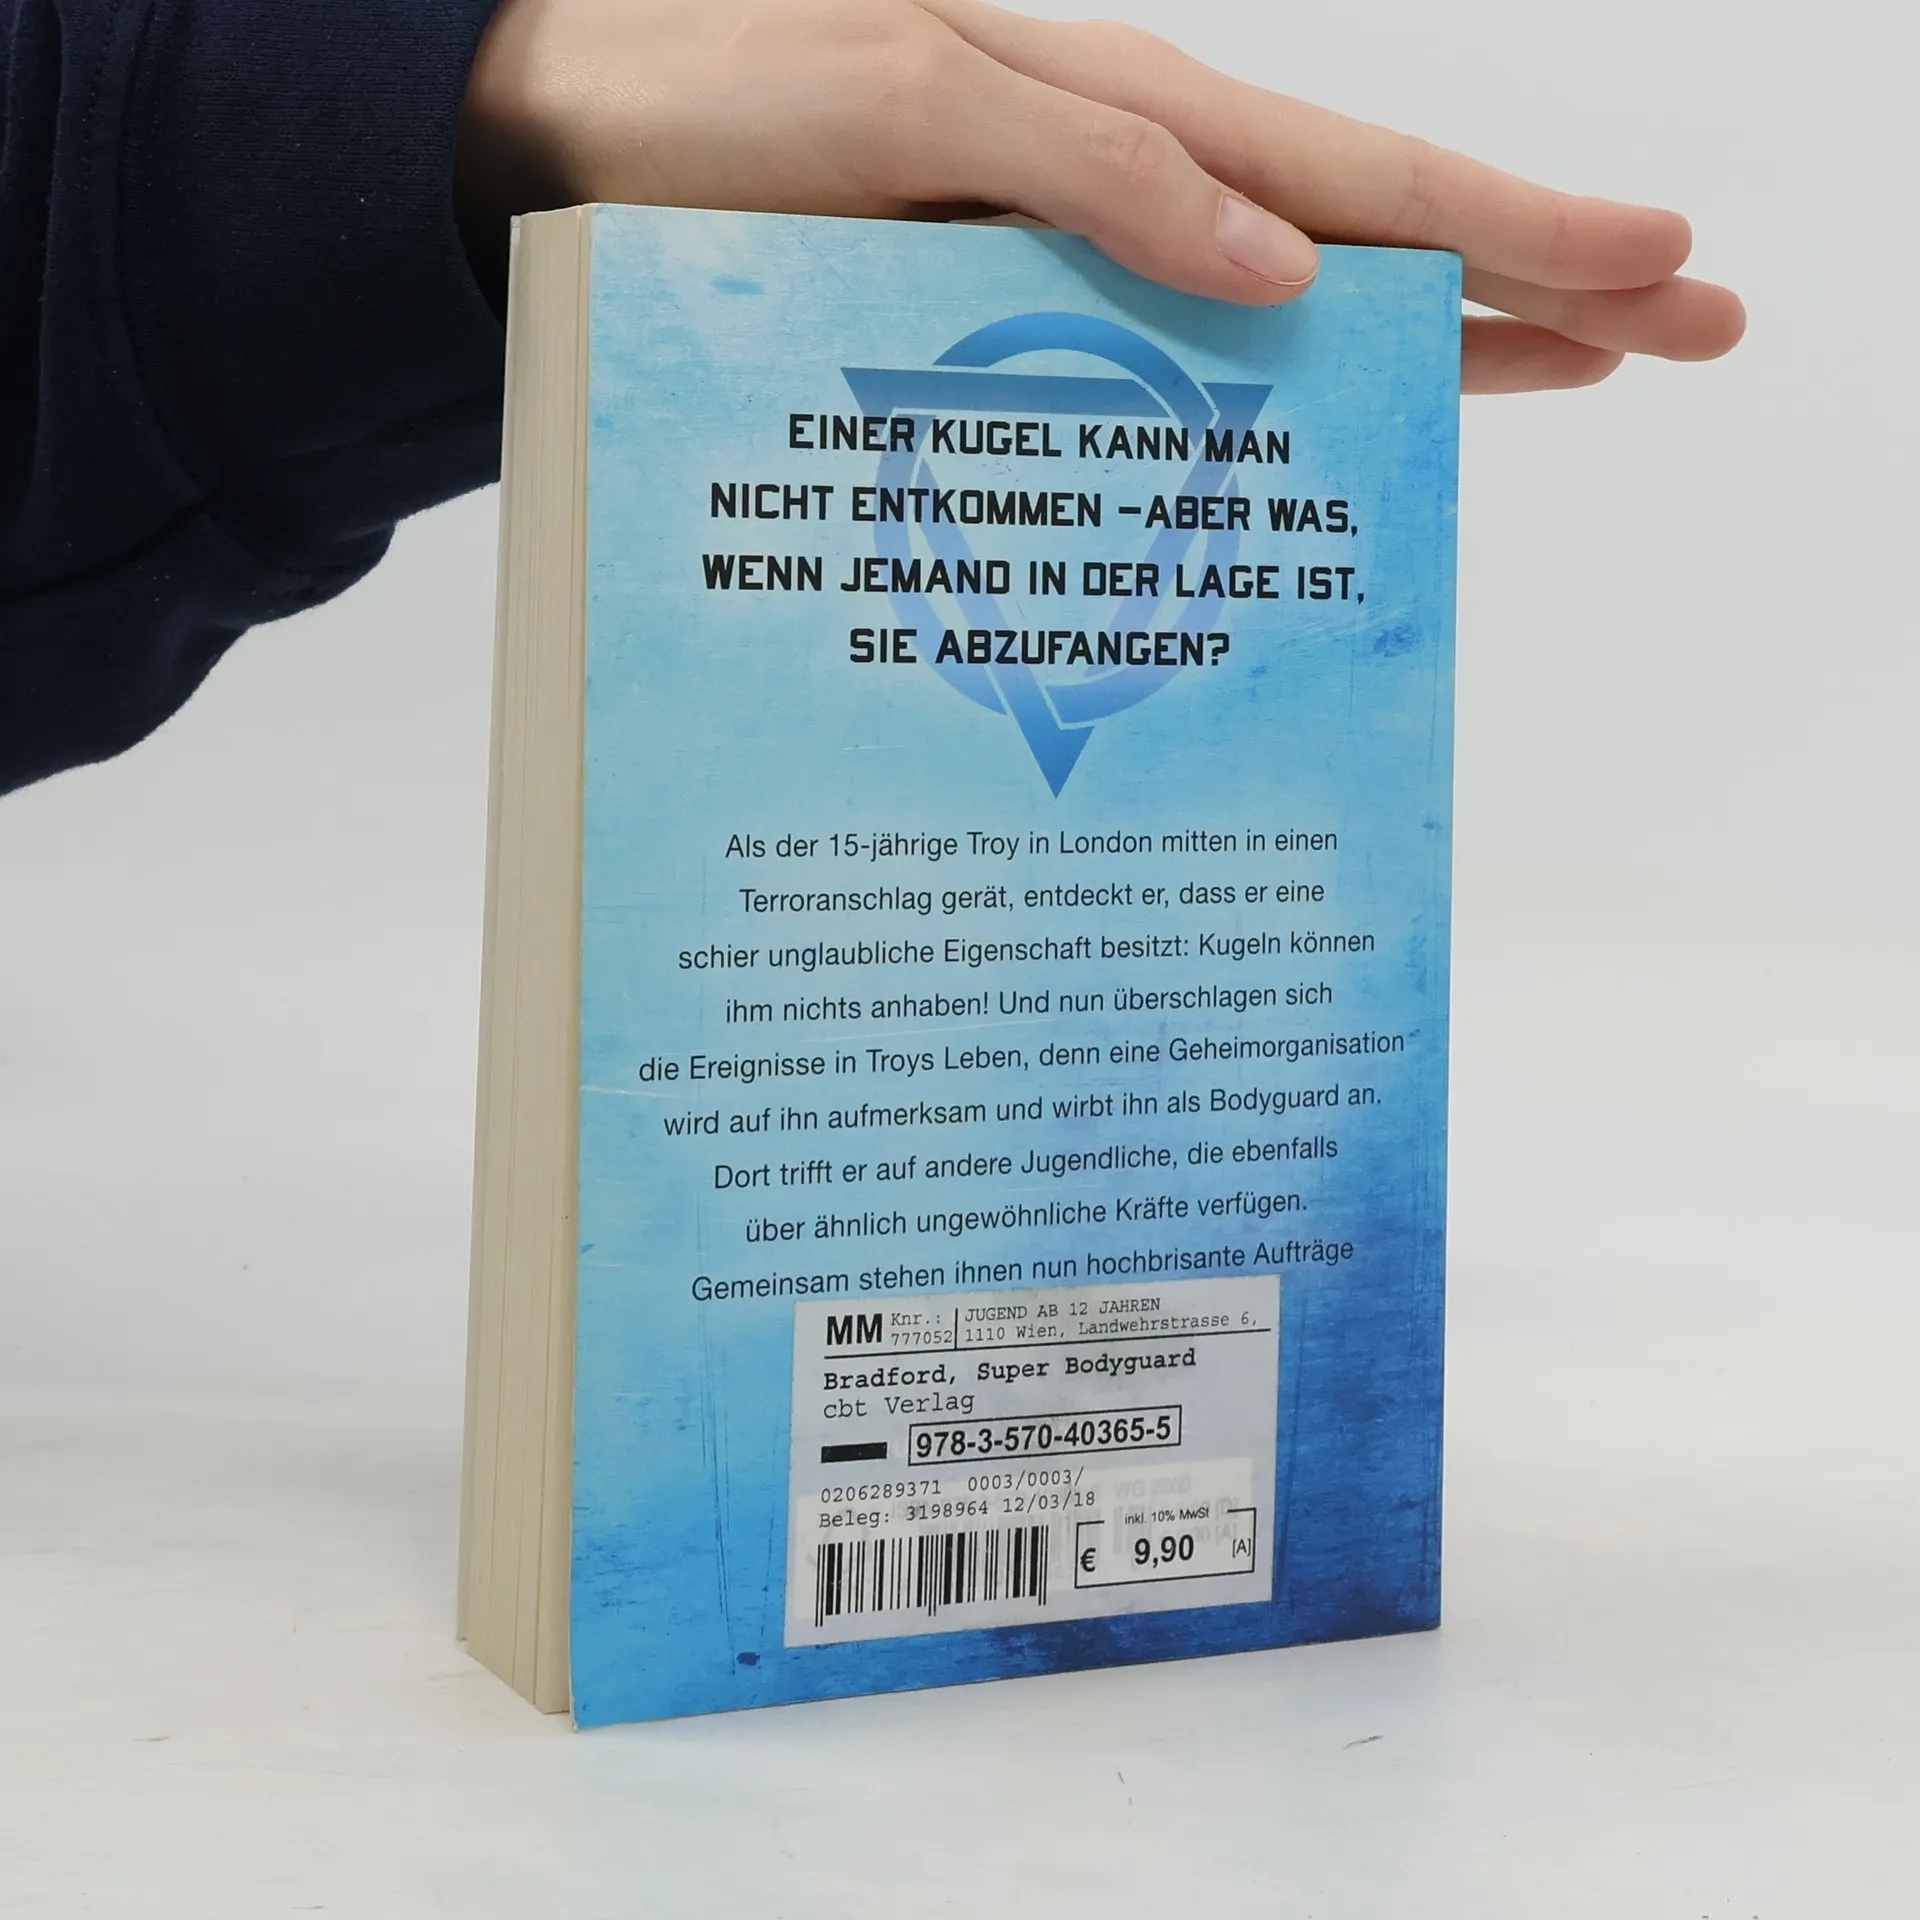 EINER KUGEL KANN MAN
NICHT ENTKOMMEN – ABER WAS,
WENN JEMAND IN DER LAGE IST,
SIE ABZUFANGEN?
Als der 15-jährige Troy in London mitten in einen
Terroranschlag gerät, entdeckt er, dass er eine
schier unglaubliche Eigenschaft besitzt: Kugeln können
ihm nichts anhaben! Und nun überschlagen sich
die Ereignisse in Troys Leben, denn eine Geheimorganisation
wird auf ihn aufmerksam und wirbt ihn als Bodyguard an.
Dort trifft er auf andere Jugendliche, die ebenfalls
über ähnlich ungewöhnliche Kräfte verfügen.
Gemeinsam stehen ihnen nun hochbrisante Aufträge
MM Knr.: JUGEND AB 12 JAHREN
777052 1110 Wien, Landwehrstrasse 6,
Bradford, Super Bodyguard
cbt Verlag
978-3-570-40365-5
0206289371 0003/0003/
Beleg: 3198964 12/03/18
inkl. 10% MwSt
€ 9,90 [A]